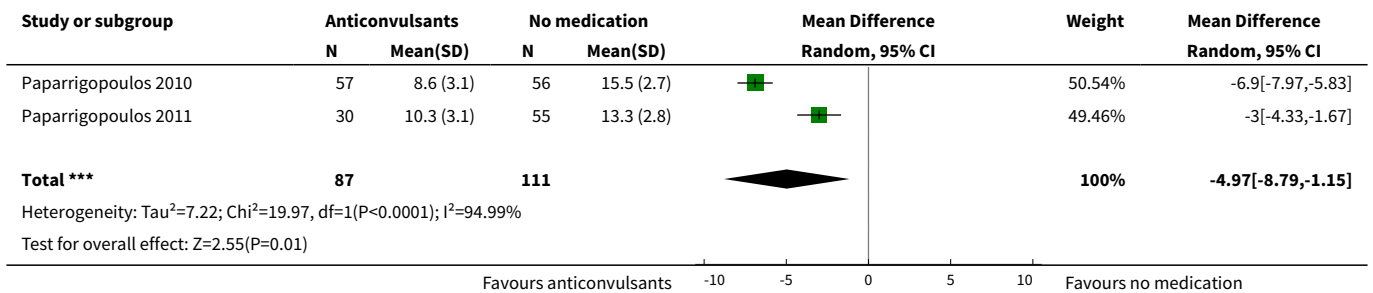 Study or subgroup Anticonvulsants No medication Mean Difference Weight Mean Difference
N Mean(SD) N Mean(SD) Random, 95% CI Random, 95% CI
Paparrigopoulos 2010 57 8.6 (3.1) 56 15.5 (2.7) 50.54% -6.9[-7.97,-5.83]
Paparrigopoulos 2011 30 10.3 (3.1) 55 13.3 (2.8) 49.46% -3[-4.33,-1.67]
Total *** 87 111 100% -4.97[-8.79,-1.15]
Heterogeneity: Tau²=7.22; Chi²=19.97, df=1(P<0.0001); I²=94.99%
Test for overall effect: Z=2.55(P=0.01)
Favours anticonvulsants -10 -5 0 5 10 Favours no medication